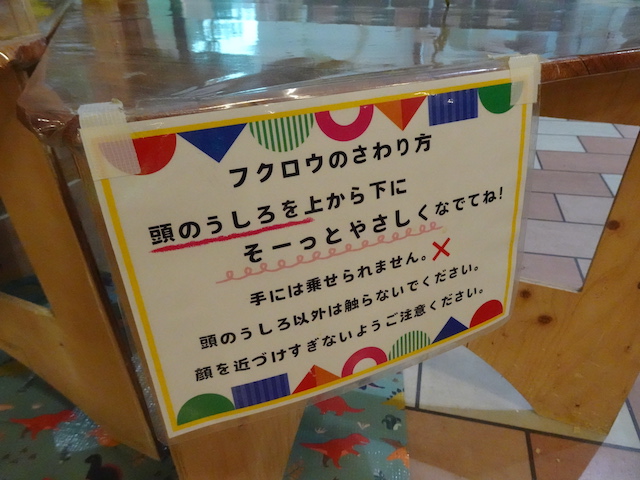 フクロウのさわり方
頭のうしろを上から下に
そーっとやさしくなでてね!
手には乗せられません。
頭のうしろ以外は触らないでください。
顔を近づけすぎないようご注意ください。